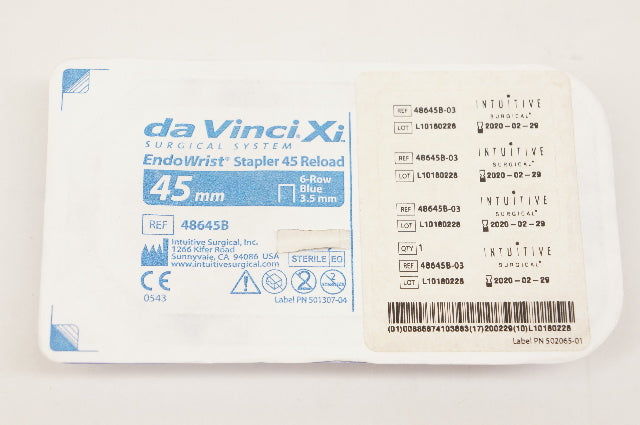 da Vinci Xi
SURGICAL SYSTEM
EndoWrist® Stapler 45 Reload
45 mm
6-Row
Blue
3.5 mm
REF 48645B
Intuitive Surgical, Inc.
1266 Kifer Road
Sunnyvale, CA 94086 USA
www.intuitivesurgical.com
STERILE EO
CE
0543
Label PN 501307-04
REF 48645B-03
INTUITIVE
SURGICAL®
LOT L10180228
2020-02-29
REF 48645B-03
INTUITIVE
SURGICAL®
LOT L10180228
2020-02-29
REF 48645B-03
INTUITIVE
SURGICAL®
LOT L10180228
2020-02-29
QTY 1
INTUITIVE
SURGICAL®
REF 48645B-03
LOT L10180228
2020-02-29
(01)00886874103883(17)200229(10)L10180228
Label PN 502065-01